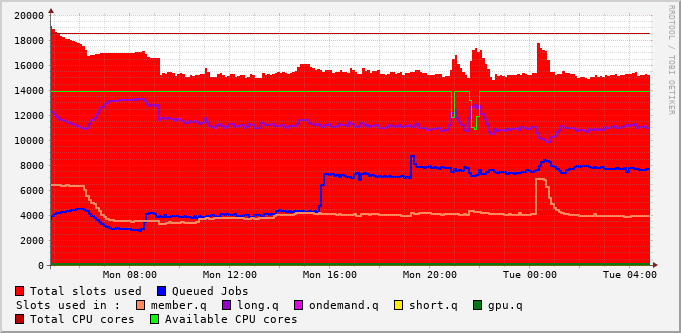 20000
18000
16000
14000
12000
10000
8000
6000
4000
2000
0
Mon 08:00 Mon 12:00 Mon 16:00 Mon 20:00 Tue 00:00 Tue 04:00
Total slots used Queued Jobs
Slots used in : member.q long.q ondemand.q short.q gpu.q
Total CPU cores Available CPU cores
RRDTOOL / TOBI OETIKER